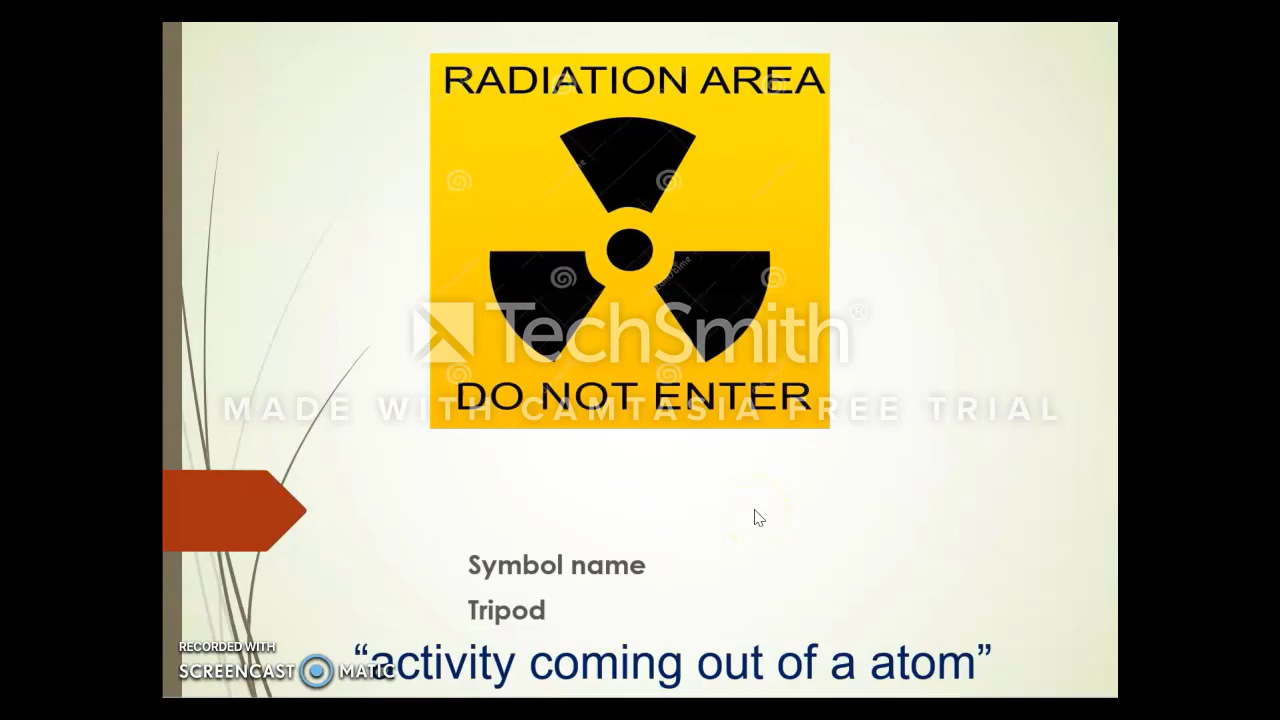 RADIATION AREA
TechSmith®
DO NOT ENTER
MADE WITH CAMTASIA FREE TRIAL
Symbol name
Tripod
RECORDED WITH
SCREENCAST MATIC
“activity coming out of a atom”